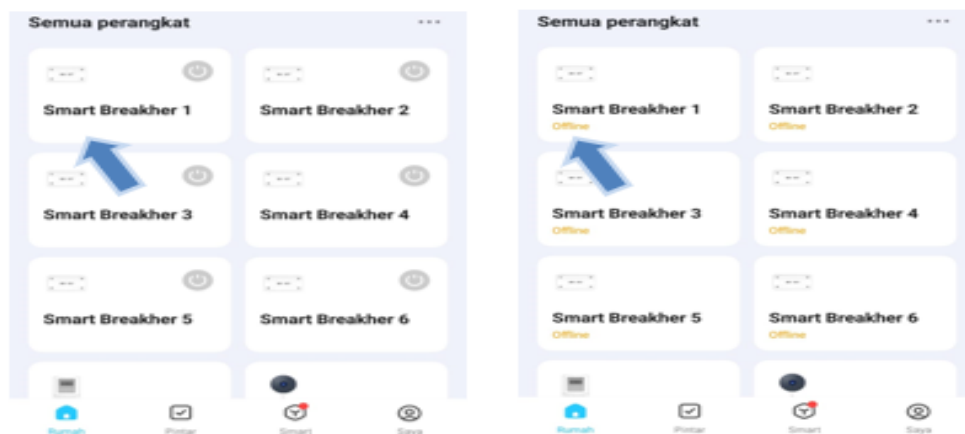 Semua perangkat
Smart Breakher 1
Smart Breakher 2
Smart Breakher 3
Smart Breakher 4
Smart Breakher 5
Smart Breakher 6
Rumah
Pintar
Smart
Saya
Semua perangkat
Smart Breakher 1
Offline
Smart Breakher 2
Offline
Smart Breakher 3
Offline
Smart Breakher 4
Offline
Smart Breakher 5
Offline
Smart Breakher 6
Offline
Rumah
Pintar
Smart
Saya